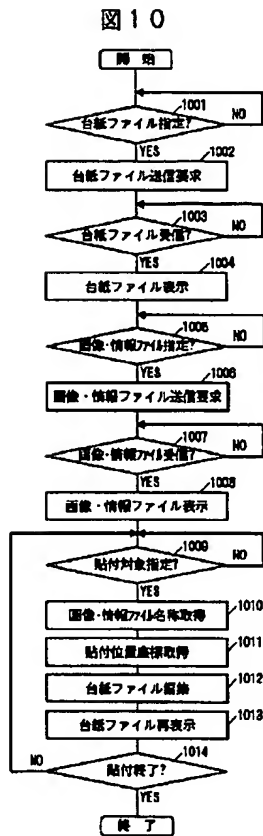 図10
開始
1001
台紙ファイル指定?
NO
YES
1002
台紙ファイル送信要求
1003
台紙ファイル受信?
NO
YES
1004
台紙ファイル表示
1005
画像・情報ファイル指定?
NO
YES
1006
画像・情報ファイル送信要求
1007
画像・情報ファイル受信?
NO
YES
1008
画像・情報ファイル表示
1009
貼付対象指定?
NO
YES
1010
画像・情報ファイル名称取得
1011
貼付位置座標取得
1012
台紙ファイル編集
1013
台紙ファイル再表示
1014
NO
貼付終了?
YES
終了